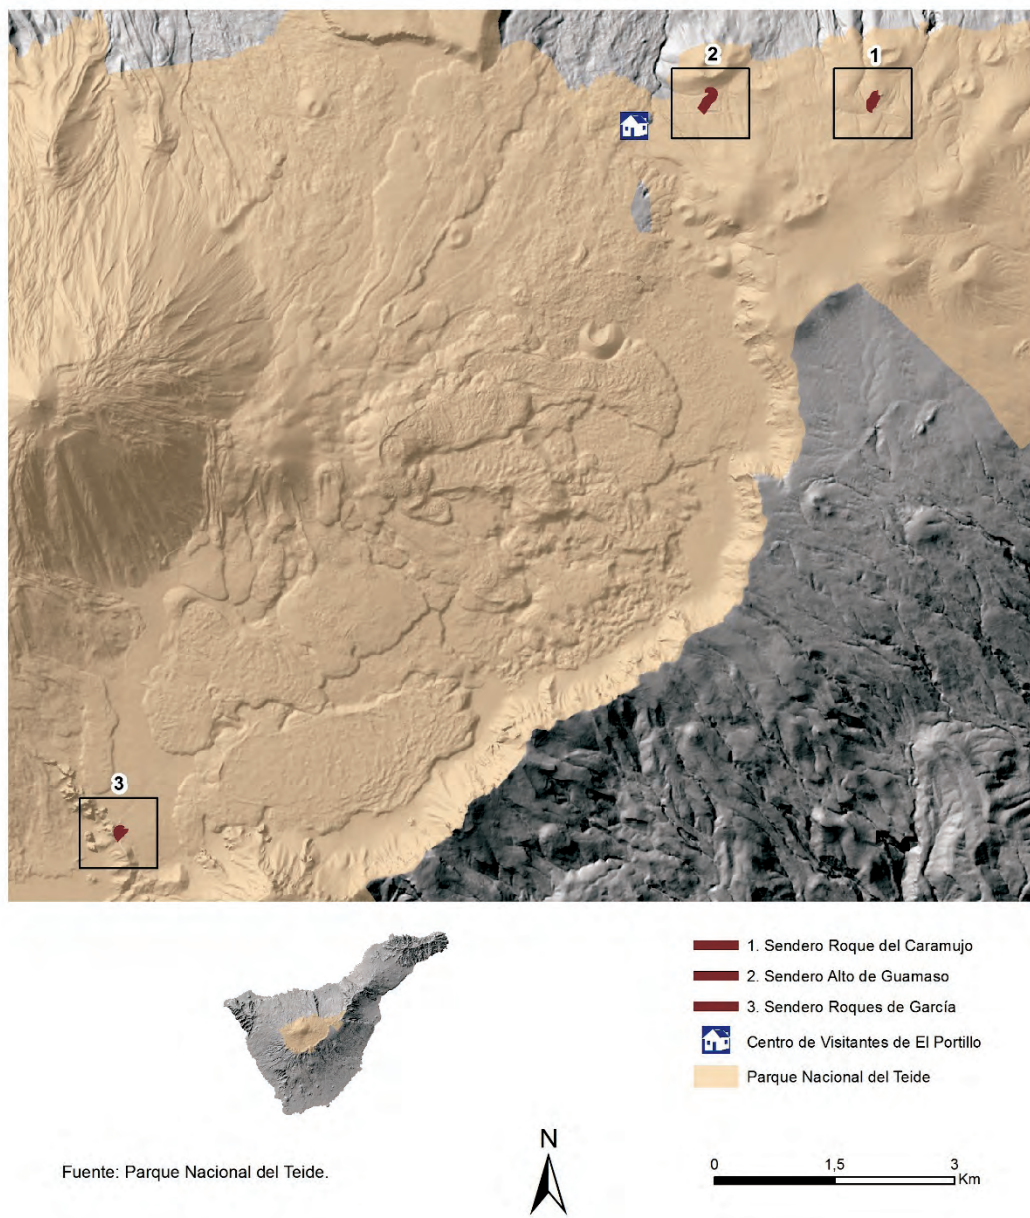 2
1
3
1. Sendero Roque del Caramujo
2. Sendero Alto de Guamaso
3. Sendero Roques de García
Centro de Visitantes de El Portillo
Parque Nacional del Teide
N
Fuente: Parque Nacional del Teide.
0 1,5 3
Km